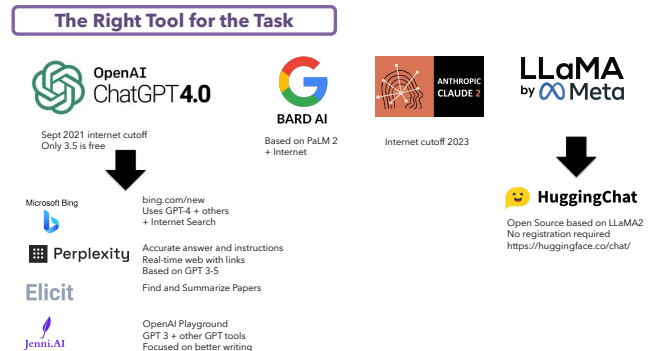 The Right Tool for the Task
OpenAI
ChatGPT 4.0
Sept 2021 internet cutoff
Only 3.5 is free
BARD AI
Based on PaLM 2
+ Internet
ANTHROPIC
CLAUDE 2
Internet cutoff 2023
LLaMA
by Meta
Microsoft Bing
bing.com/new
Uses GPT-4 + others
+ Internet Search
Perplexity
Accurate answer and instructions
Real-time web with links
Based on GPT 3-5
Elicit
Find and Summarize Papers
Jenni.AI
OpenAI Playground
GPT 3 + other GPT tools
Focused on better writing
HuggingChat
Open Source based on LLaMA2
No registration required
https://huggingface.co/chat/